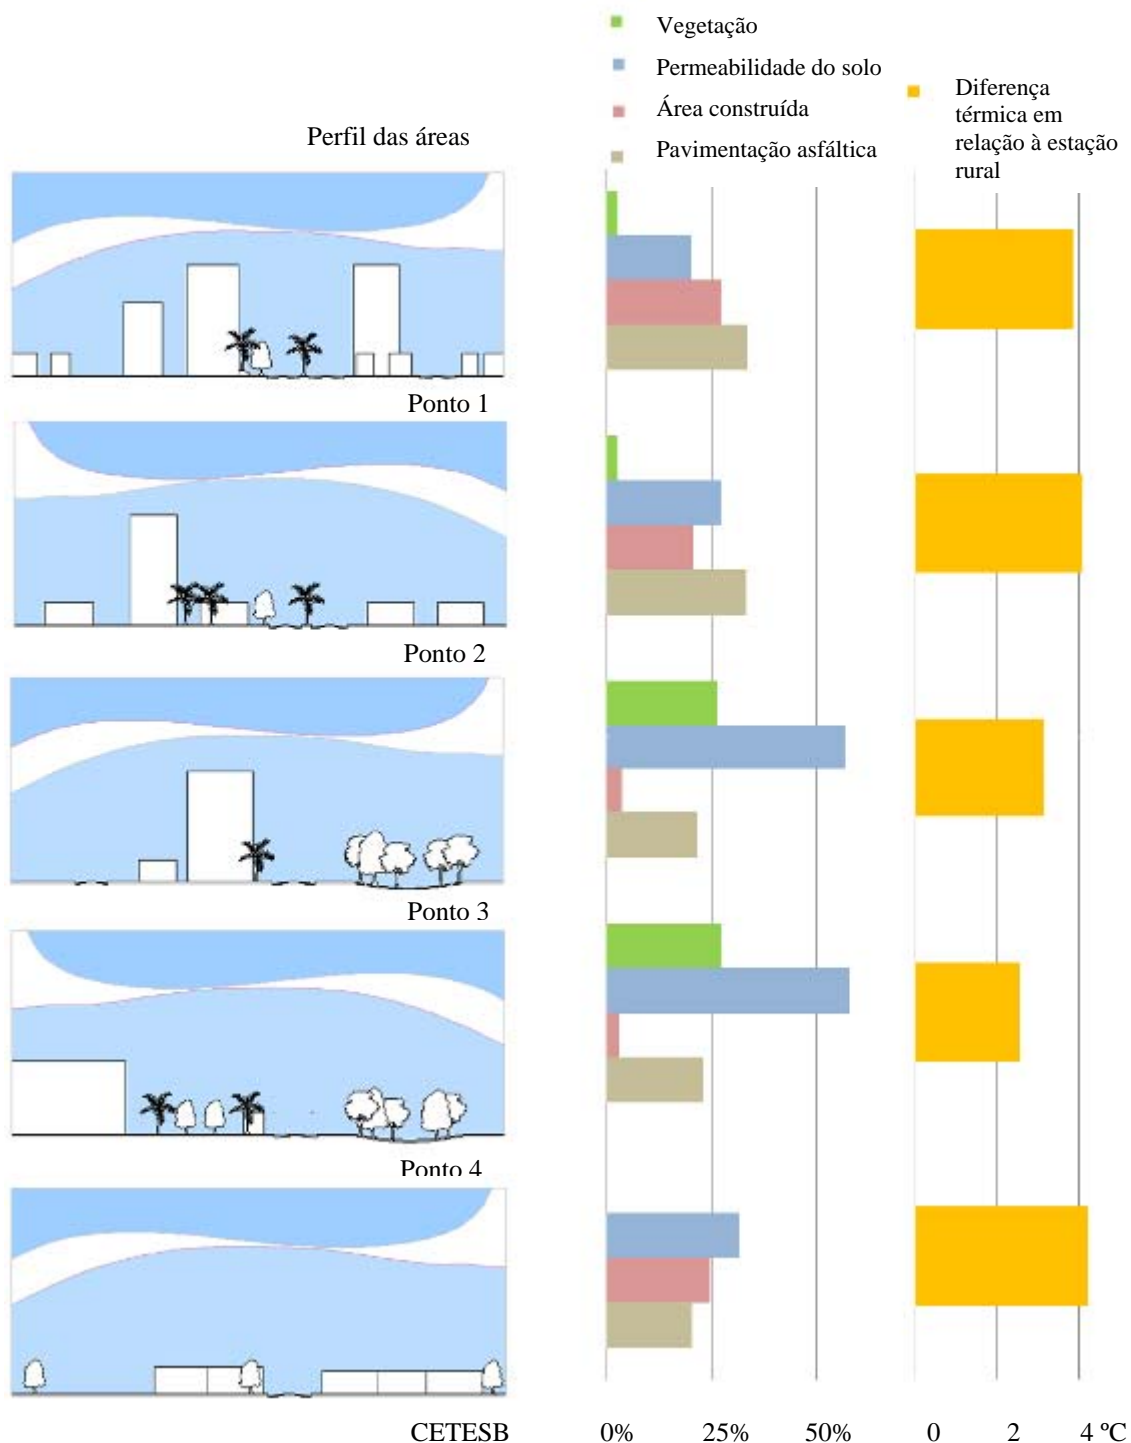 Vegetação
Permeabilidade do solo
Área construída
Pavimentação asfáltica
Diferença
térmica em
relação à estação
rural
Perfil das áreas
Ponto 1
Ponto 2
Ponto 3
Ponto 4
CETESB
0% 25% 50%
0 2 4 ºC